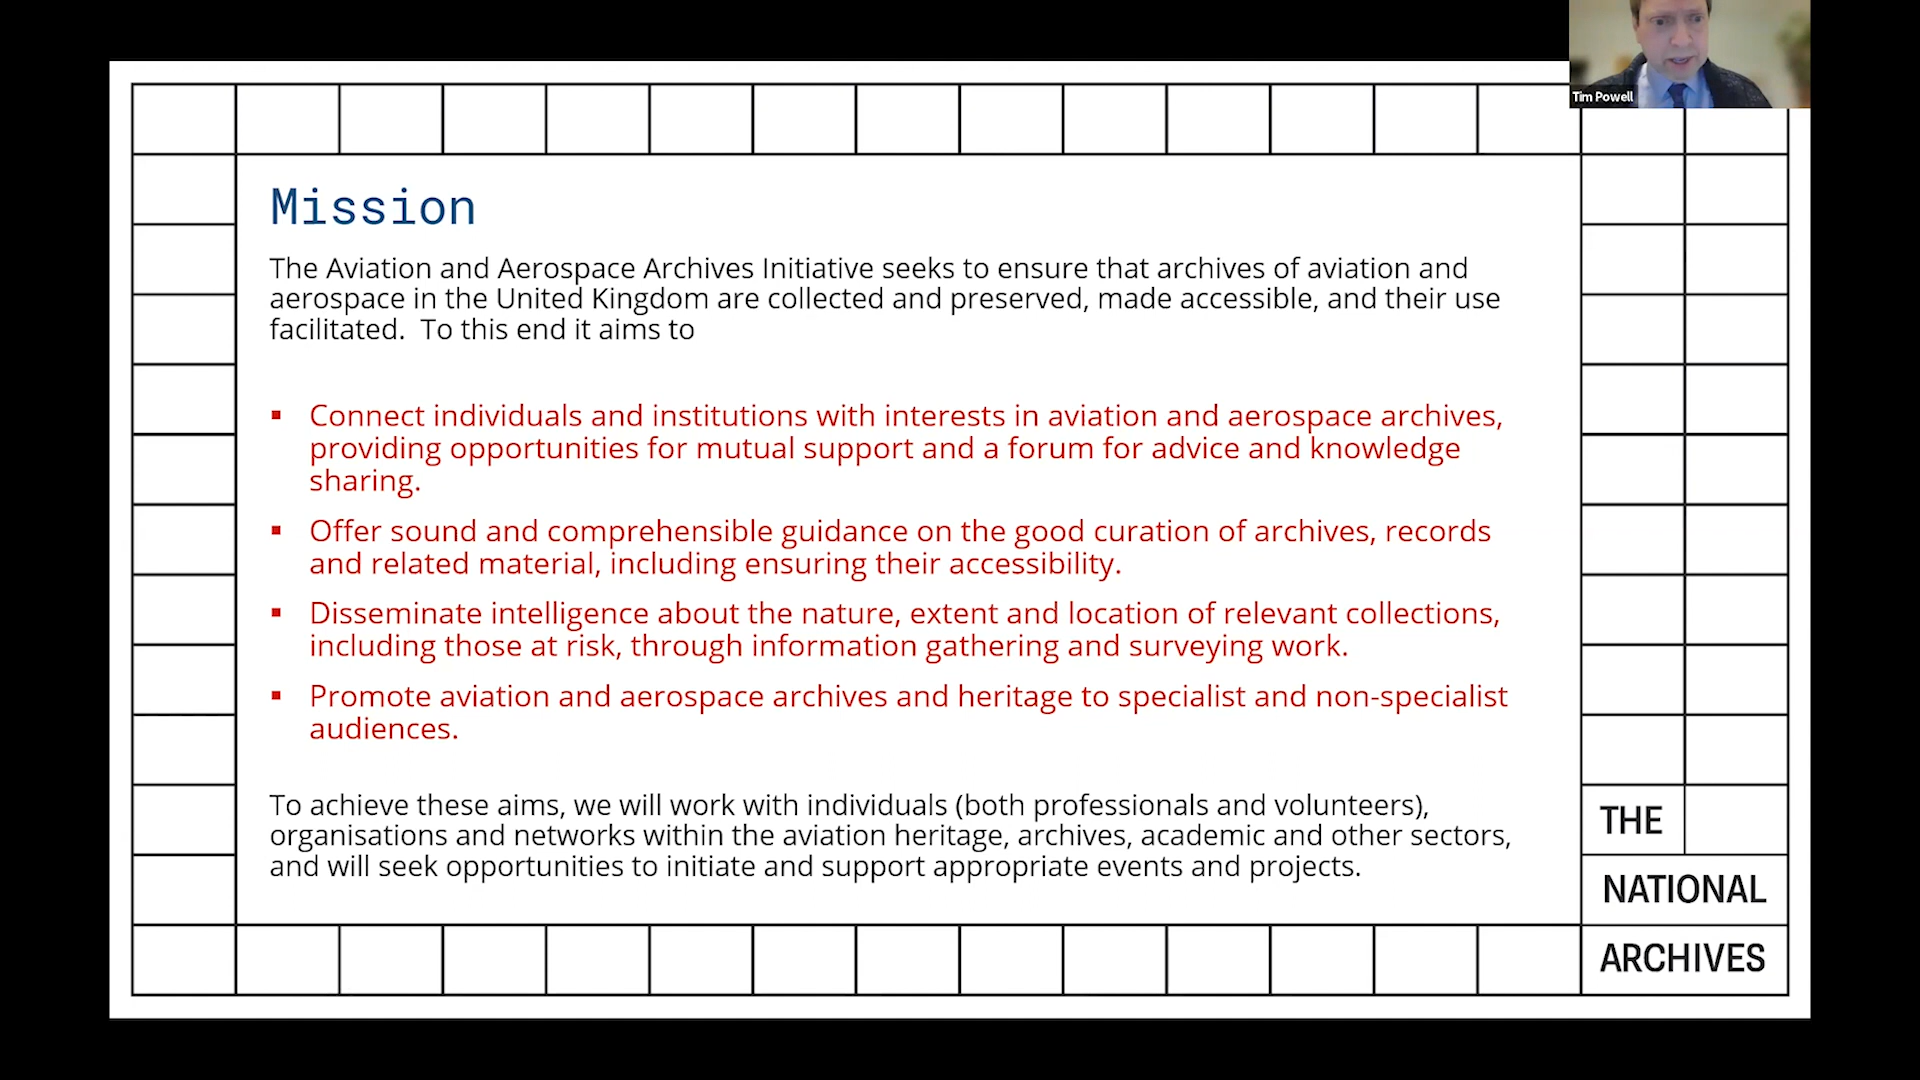 Tim Powell
Mission
The Aviation and Aerospace Archives Initiative seeks to ensure that archives of aviation and
aerospace in the United Kingdom are collected and preserved, made accessible, and their use
facilitated.  To this end it aims to
▪ Connect individuals and institutions with interests in aviation and aerospace archives,
providing opportunities for mutual support and a forum for advice and knowledge
sharing.
▪ Offer sound and comprehensible guidance on the good curation of archives, records
and related material, including ensuring their accessibility.
▪ Disseminate intelligence about the nature, extent and location of relevant collections,
including those at risk, through information gathering and surveying work.
▪ Promote aviation and aerospace archives and heritage to specialist and non-specialist
audiences.
To achieve these aims, we will work with individuals (both professionals and volunteers),
organisations and networks within the aviation heritage, archives, academic and other sectors,
and will seek opportunities to initiate and support appropriate events and projects.
THE
NATIONAL
ARCHIVES